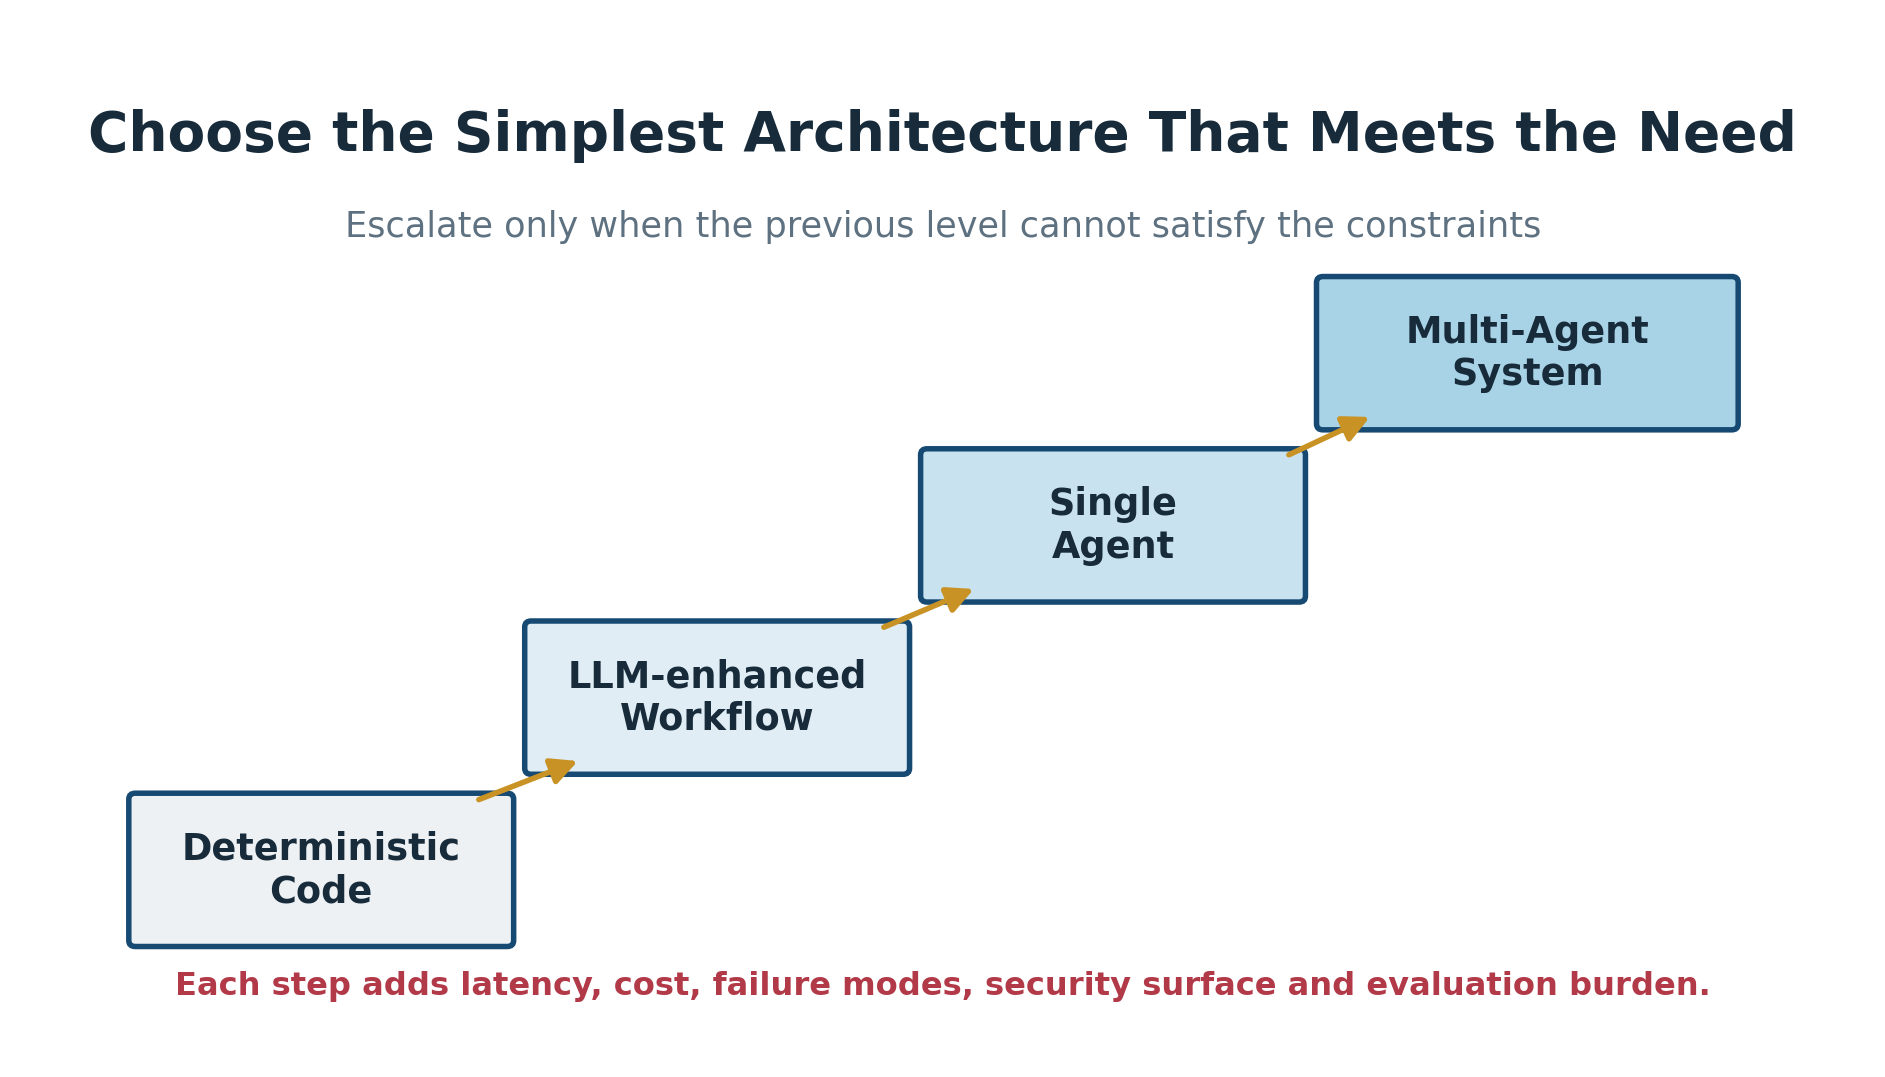 Choose the Simplest Architecture That Meets the Need
Escalate only when the previous level cannot satisfy the constraints
Multi-Agent
System
Single
Agent
LLM-enhanced
Workflow
Deterministic
Code
Each step adds latency, cost, failure modes, security surface and evaluation burden.